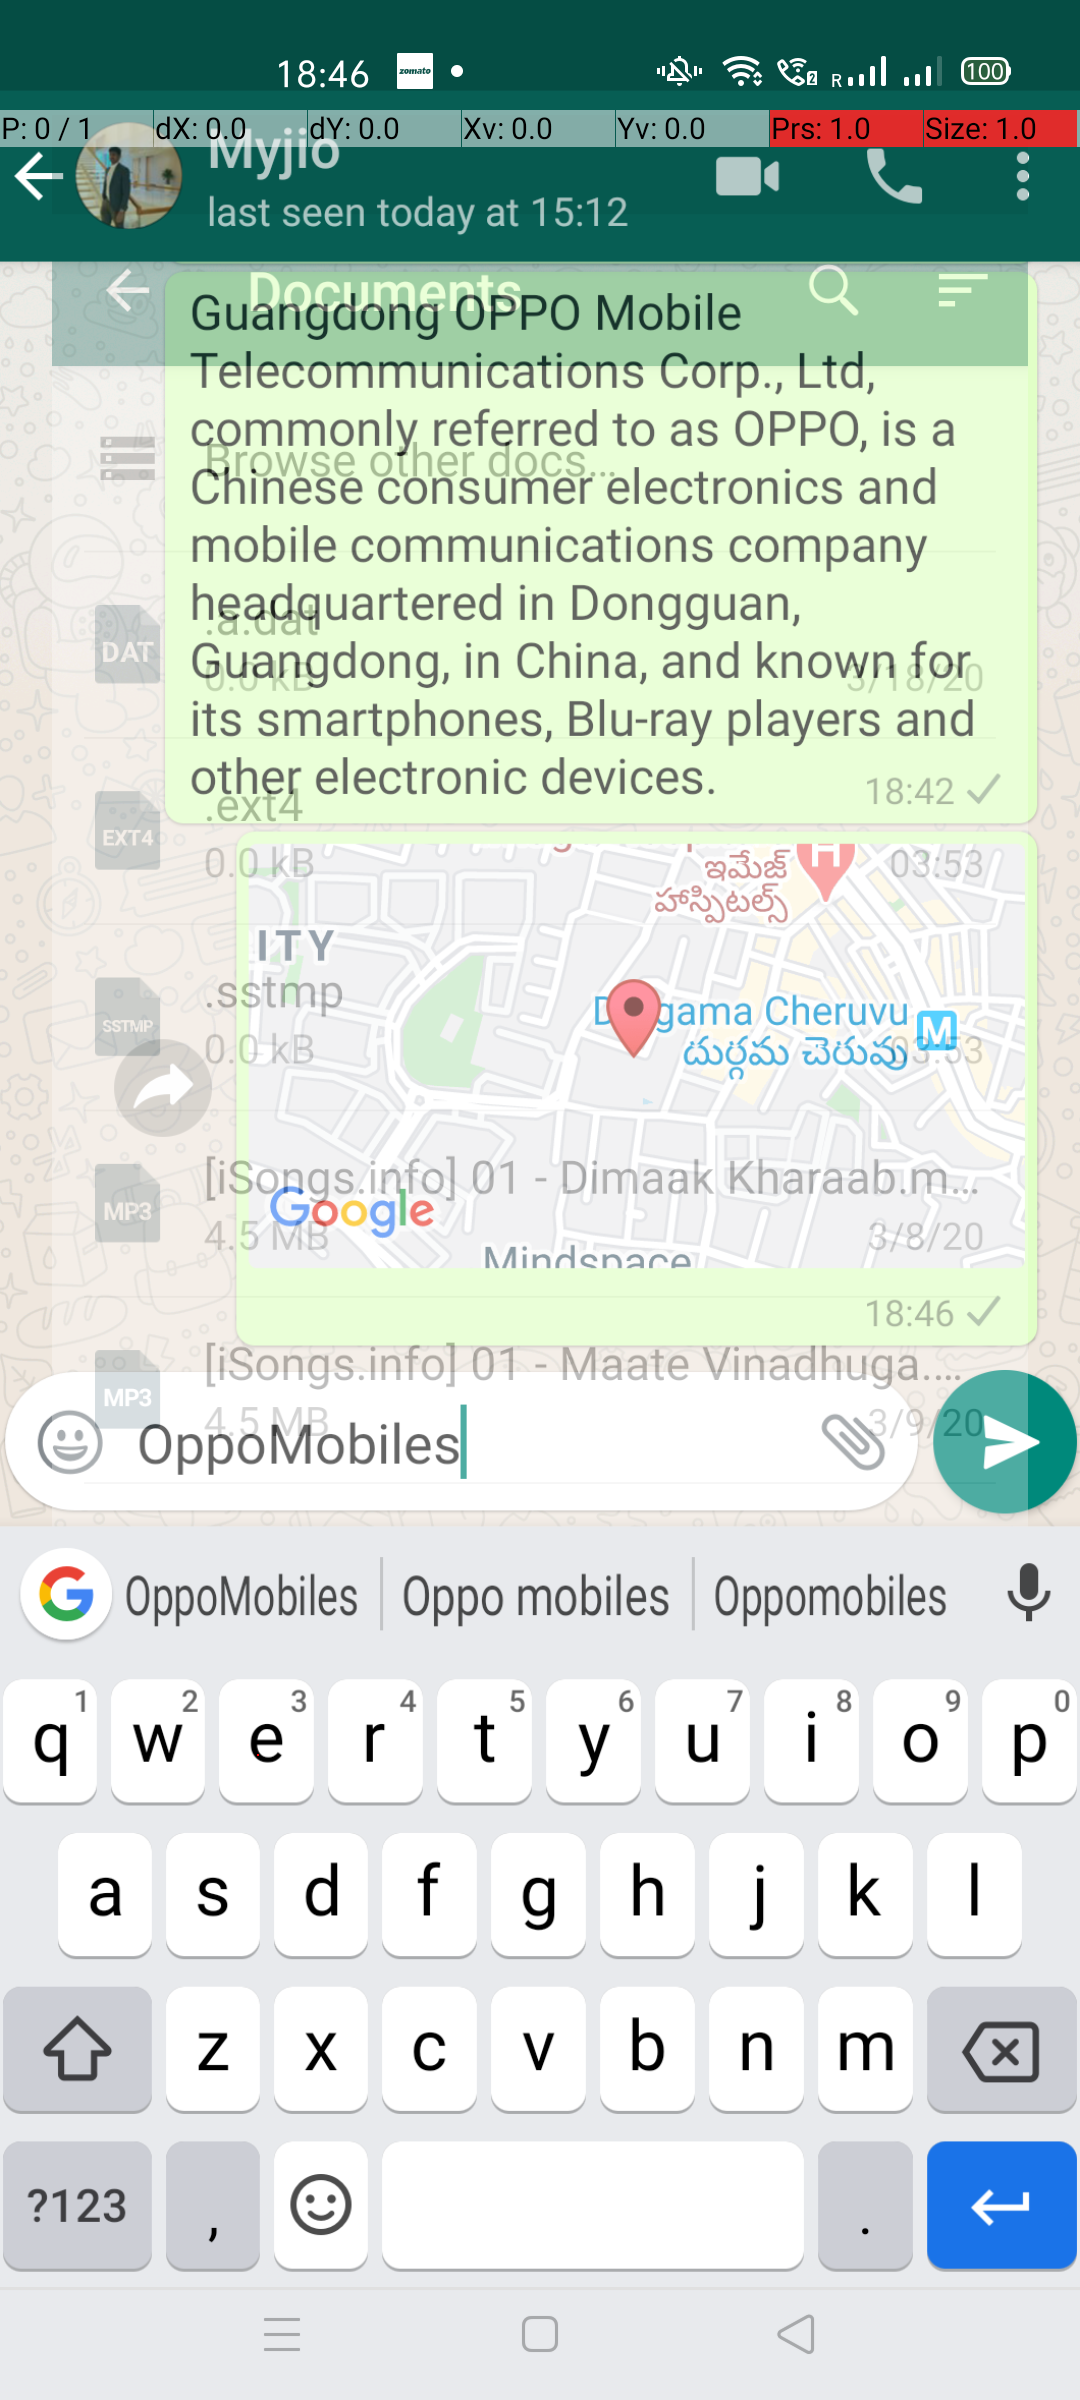 18:46 zomato 2 R 100
P: 0 / 1 dX: 0.0 dY: 0.0 Xv: 0.0 Yv: 0.0 Prs: 1.0 Size: 1.0
Myjio
last seen today at 15:12
Documents
Guangdong OPPO Mobile
Telecommunications Corp., Ltd,
commonly referred to as OPPO, is a
Browse other docs...
Chinese consumer electronics and
mobile communications company
headquartered in Dongguan,
.a.dat
DAT
Guangdong, in China, and known for
0.0 kB 3/18/20
its smartphones, Blu-ray players and
other electronic devices.
18:42
.ext4
EXT4
0.0 kB 03:53
ఇమేజ్ H
హాస్పిటల్స్
ITY
.sstmp
SSTMP
gama Cheruvu M
దుర్గమ చెరువు
0.0 kB 03:53
[iSongs.info] 01 - Dimaak Kharaab.m...
MP3
Google
4.5 MB 3/8/20
Mindspace
18:46
[iSongs.info] 01 - Maate Vinadhuga....
MP3
4.5 MB 3/9/20
OppoMobiles
G OppoMobiles Oppo mobiles Oppomobiles
1 2 3 4 5 6 7 8 9 0
q w e r t y u i o p
a s d f g h j k l
z x c v b n m
?123 , .